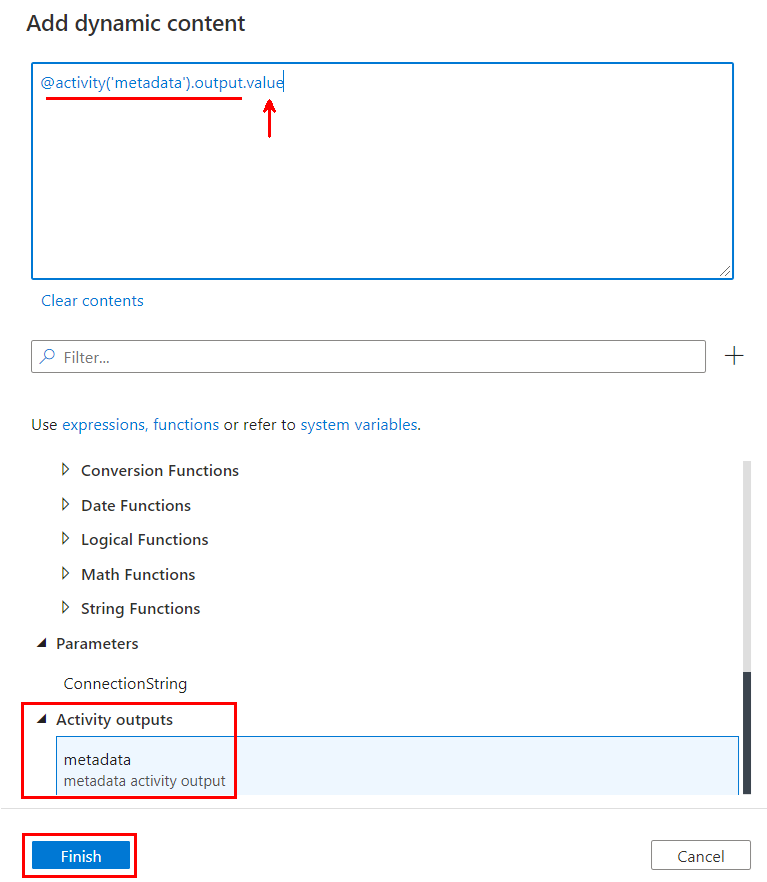 Add dynamic content
@activity('metadata').output.value
Clear contents
Filter...
Use expressions, functions or refer to system variables.
Conversion Functions
Date Functions
Logical Functions
Math Functions
String Functions
Parameters
ConnectionString
Activity outputs
metadata
metadata activity output
Finish
Cancel